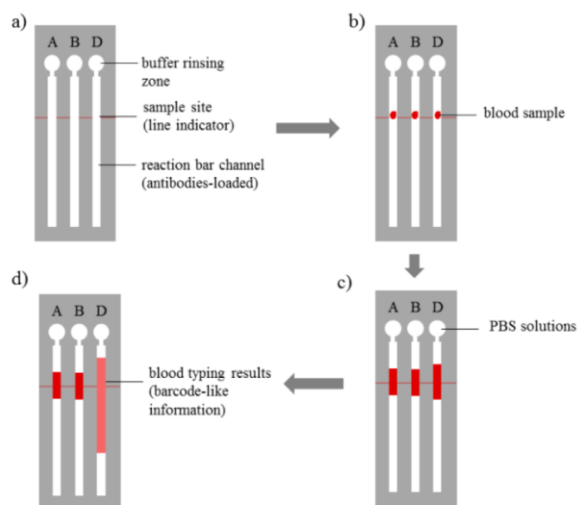 a)
A B D
buffer rinsing
zone
sample site
(line indicator)
reaction bar channel
(antibodies-loaded)
b)
A B D
blood sample
d)
A B D
blood typing results
(barcode-like
information)
c)
A B D
PBS solutions